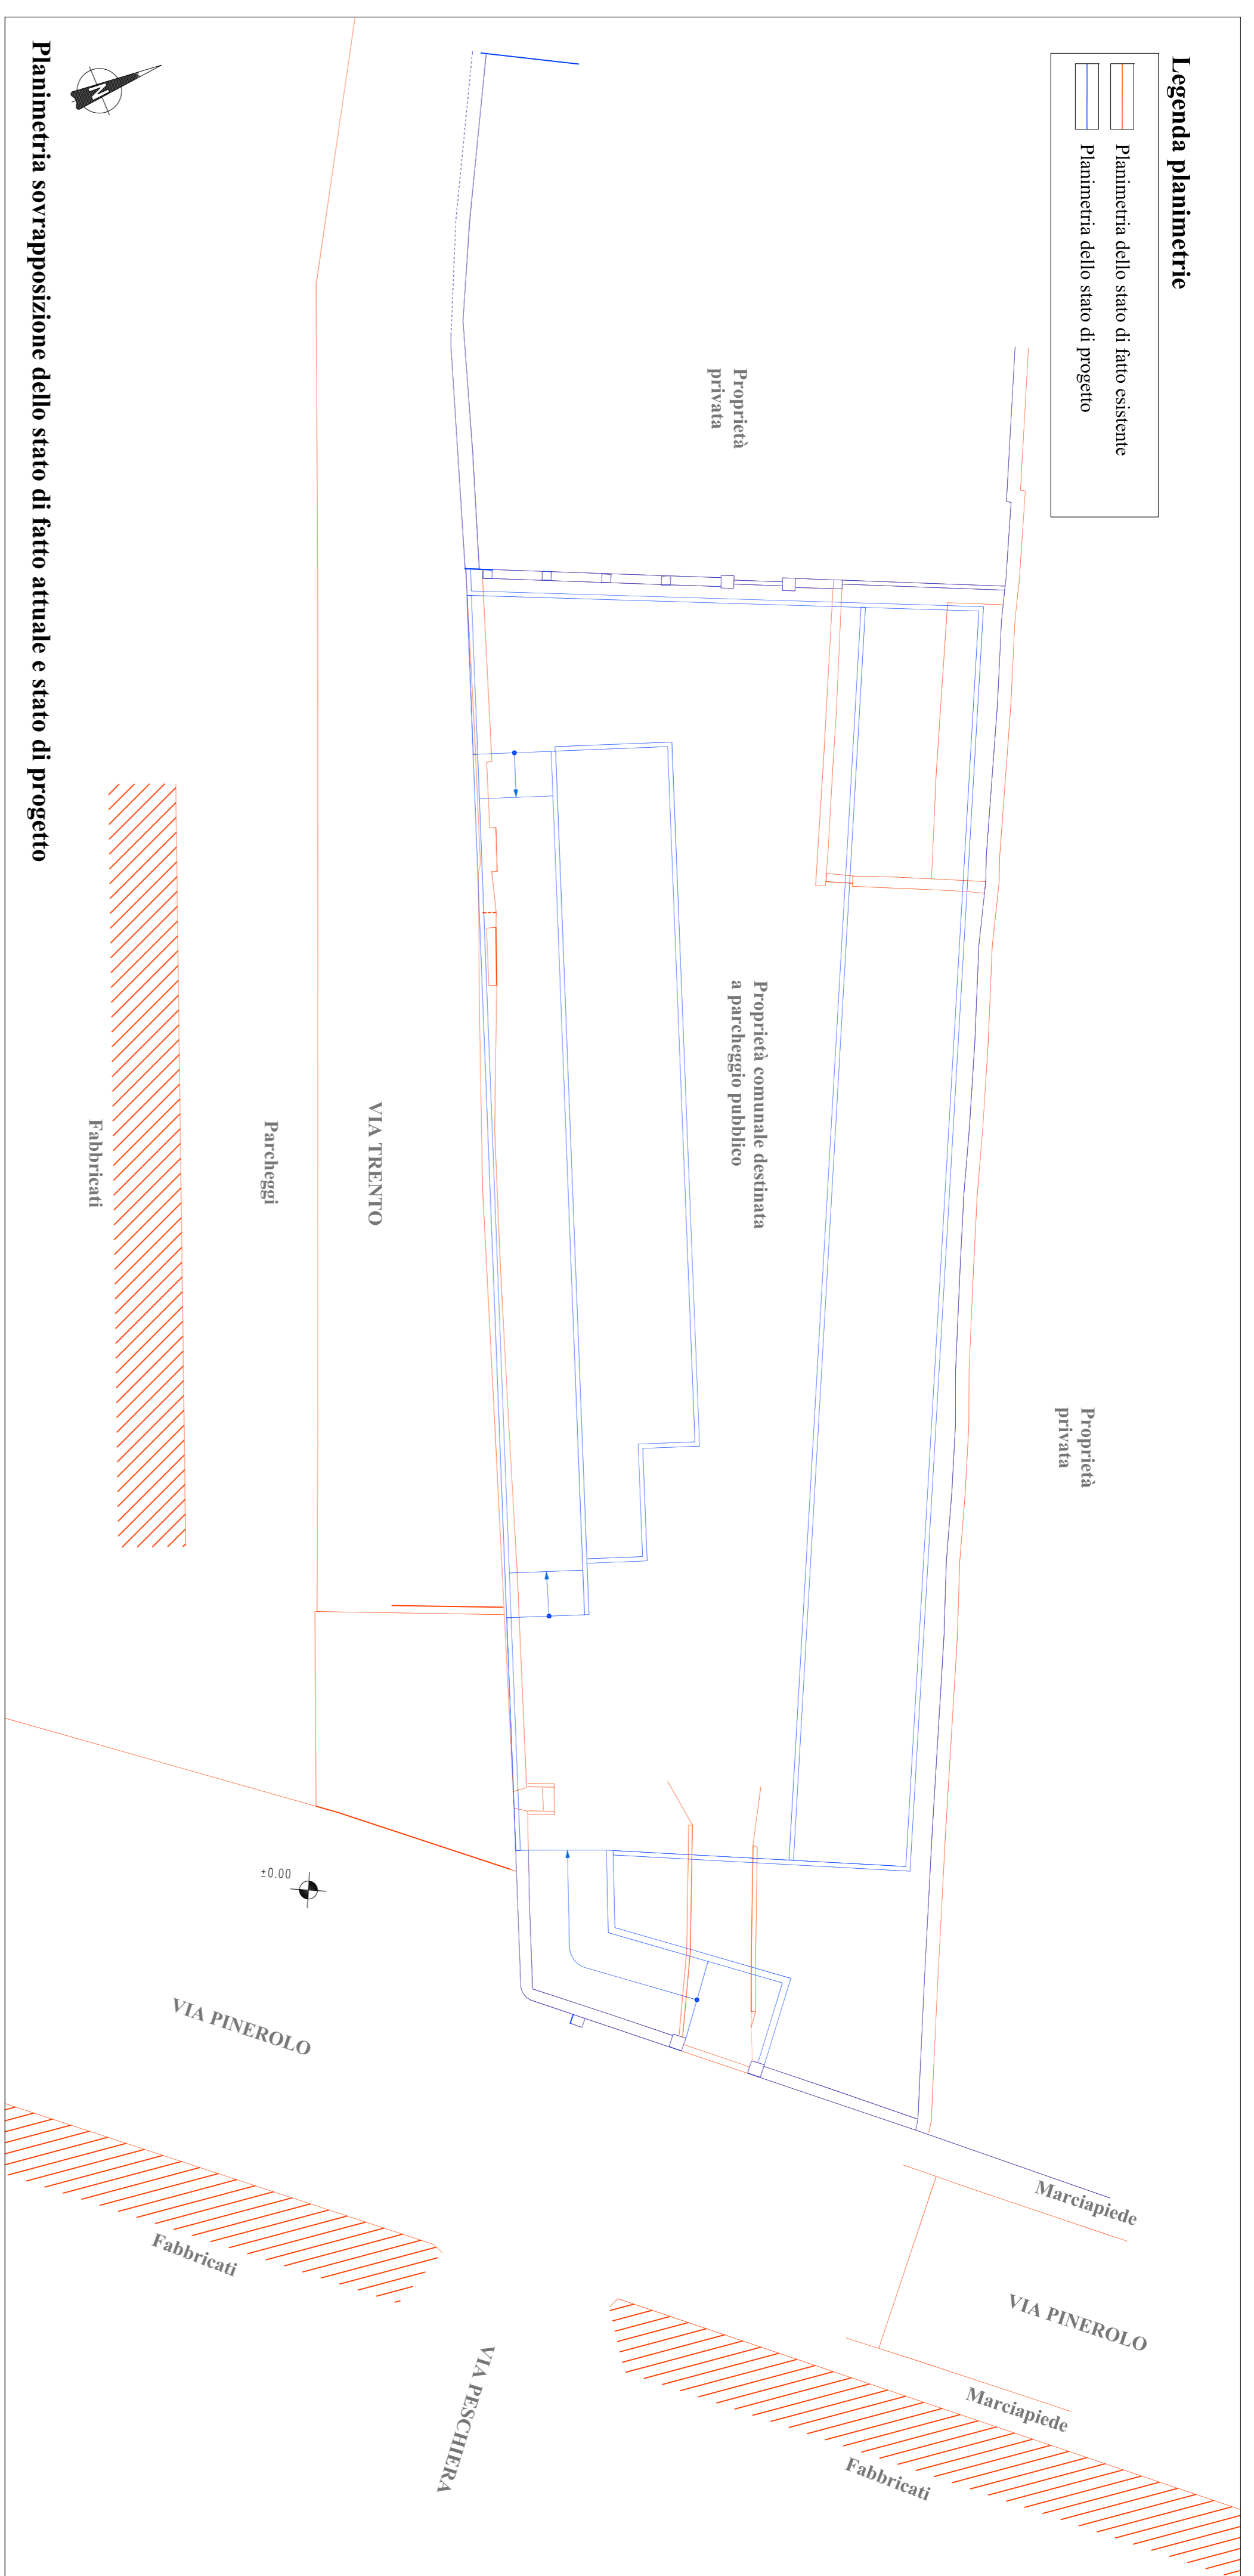 Legenda planimetrie
Planimetria dello stato di fatto esistente
Planimetria dello stato di progetto
Proprietà
privata
Proprietà comunale destinata
a parcheggio pubblico
Proprietà
privata
VIA TRENTO
Parcheggi
Fabbricati
N
Planimetria sovrapposizione dello stato di fatto attuale e stato di progetto
±0.00
VIA PINEROLO
Fabbricati
VIA PESCHIERA
Marciapiede
VIA PINEROLO
Marciapiede
Fabbricati